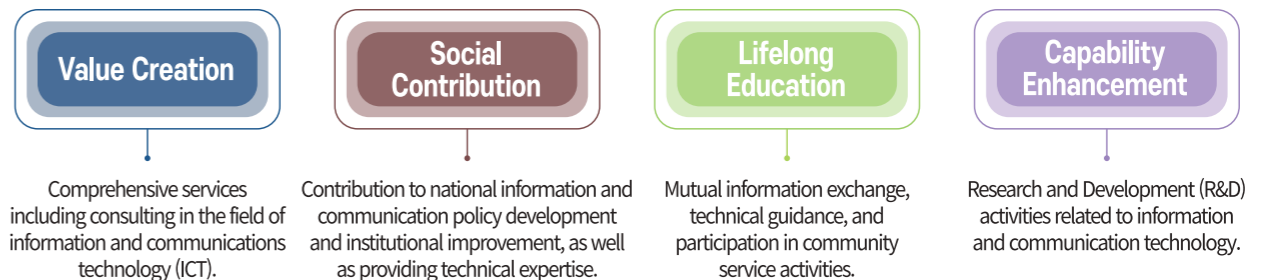 Value Creation
Comprehensive services
including consulting in the field of
information and communications
technology (ICT).
Social
Contribution
Contribution to national information and
communication policy development
and institutional improvement, as well
as providing technical expertise.
Lifelong
Education
Mutual information exchange,
technical guidance, and
participation in community
service activities.
Capability
Enhancement
Research and Development (R&D)
activities related to information
and communication technology.